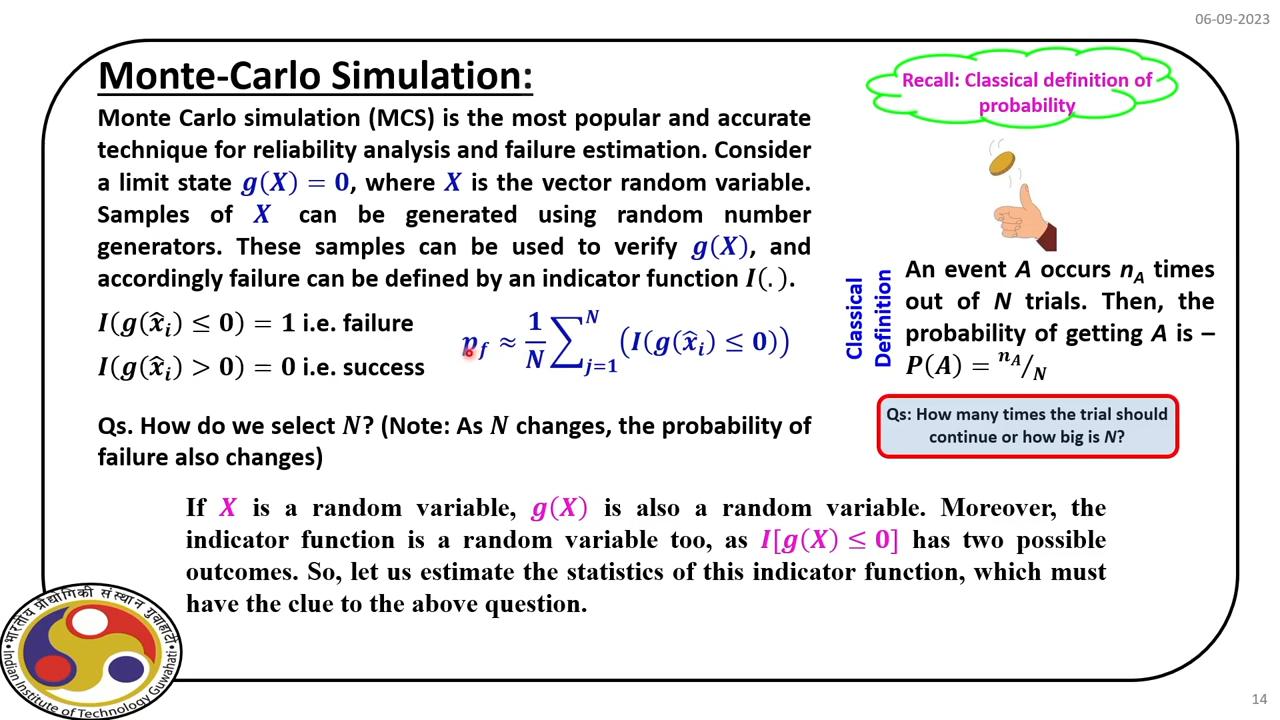 06-09-2023
Monte-Carlo Simulation:
Monte Carlo simulation (MCS) is the most popular and accurate
technique for reliability analysis and failure estimation. Consider
a limit state g(X) = 0, where X is the vector random variable.
Samples of X can be generated using random number
generators. These samples can be used to verify g(X), and
accordingly failure can be defined by an indicator function I(.).
I(g(x̂ᵢ) ≤ 0) = 1 i.e. failure
I(g(x̂ᵢ) > 0) = 0 i.e. success
p_f ≈ 1/N ∑_{j=1}^{N} (I(g(x̂ᵢ) ≤ 0))
Qs. How do we select N? (Note: As N changes, the probability of
failure also changes)
Recall: Classical definition of
probability
Classical
Definition
An event A occurs n_A times
out of N trials. Then, the
probability of getting A is –
P(A) = n_A/N
Qs: How many times the trial should
continue or how big is N?
If X is a random variable, g(X) is also a random variable. Moreover, the
indicator function is a random variable too, as I[g(X) ≤ 0] has two possible
outcomes. So, let us estimate the statistics of this indicator function, which must
have the clue to the above question.
भारतीय प्रौद्योगिकी संस्थान गुवाहाटी
Indian Institute of Technology Guwahati
14